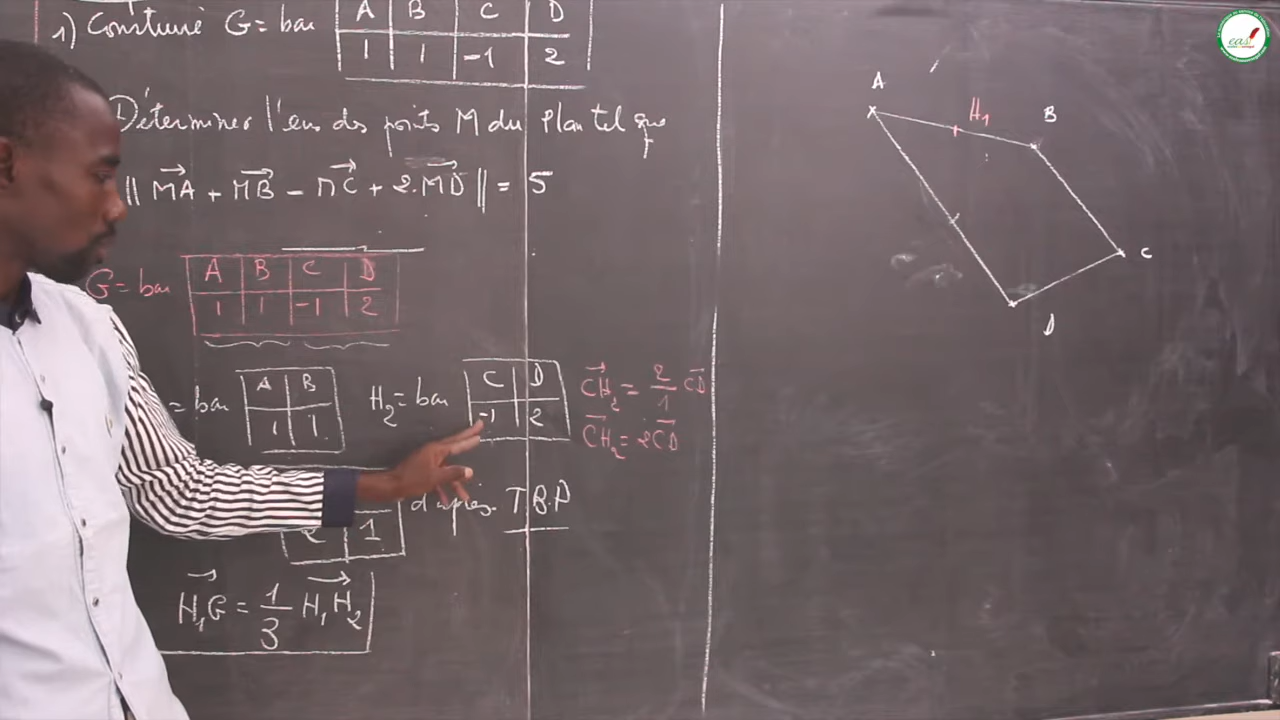 1) Construire G = bar
A B C D
1 1 -1 2
Déterminer l'ens des points M du Plan tel que
|| MA + MB - MC + 2.MD || = 5
G = bar
A B C D
1 1 -1 2
= bar
A B
1 1
H2 = bar
C D
-1 2
CH2 = 2/1 CD
CH2 = 2CD
2 1
d'après T.B.P
H1G = 1/3 H1H2
A
H1
B
C
D
eas!